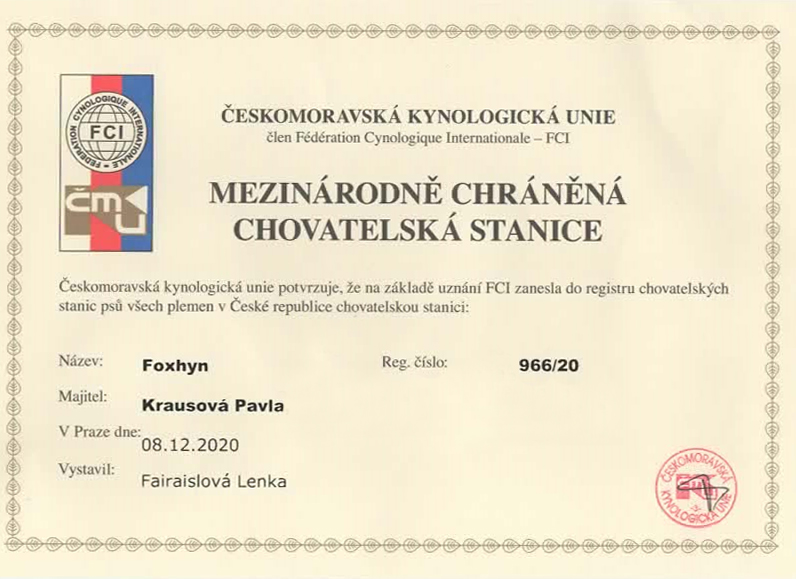 FEDERATION CYNOLOGIQUE INTERNATIONALE
FCI
čmku
ČESKOMORAVSKÁ KYNOLOGICKÁ UNIE
člen Fédération Cynologique Internationale – FCI
MEZINÁRODNĚ CHRÁNĚNÁ
CHOVATELSKÁ STANICE
Českomoravská kynologická unie potvrzuje, že na základě uznání FCI zanesla do registru chovatelských
stanic psů všech plemen v České republice chovatelskou stanici:
Název: Foxhyn Reg. číslo: 966/20
Majitel: Krausová Pavla
V Praze dne: 08.12.2020
Vystavil: Fairaislová Lenka
ČESKOMORAVSKÁ
KYNOLOGICKÁ UNIE
-2-